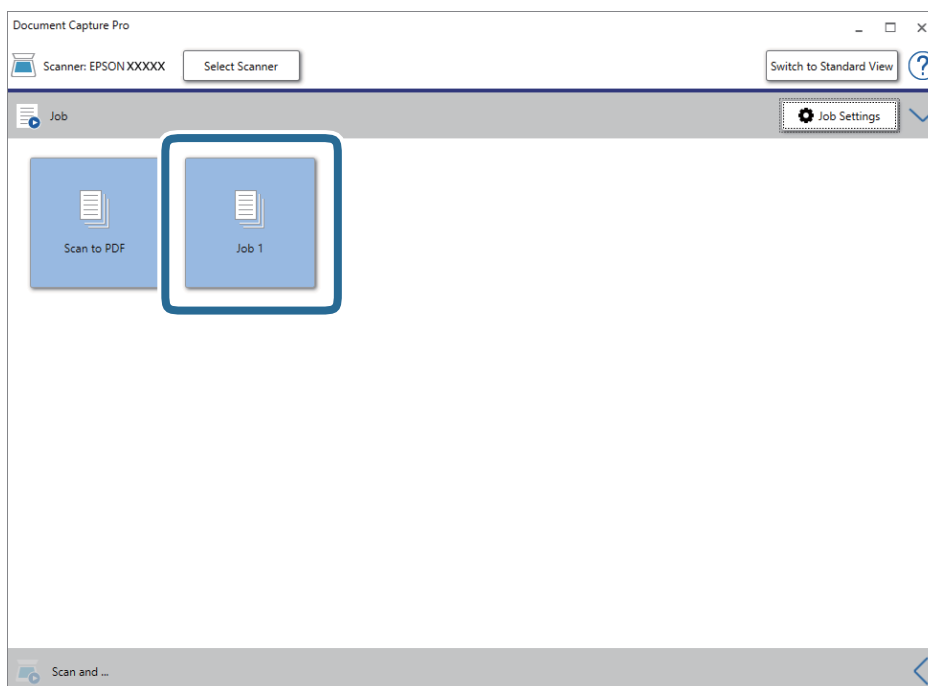 Document Capture Pro
Scanner: EPSON XXXXX
Select Scanner
Switch to Standard View
?
Job
Job Settings
Scan to PDF
Job 1
Scan and ...